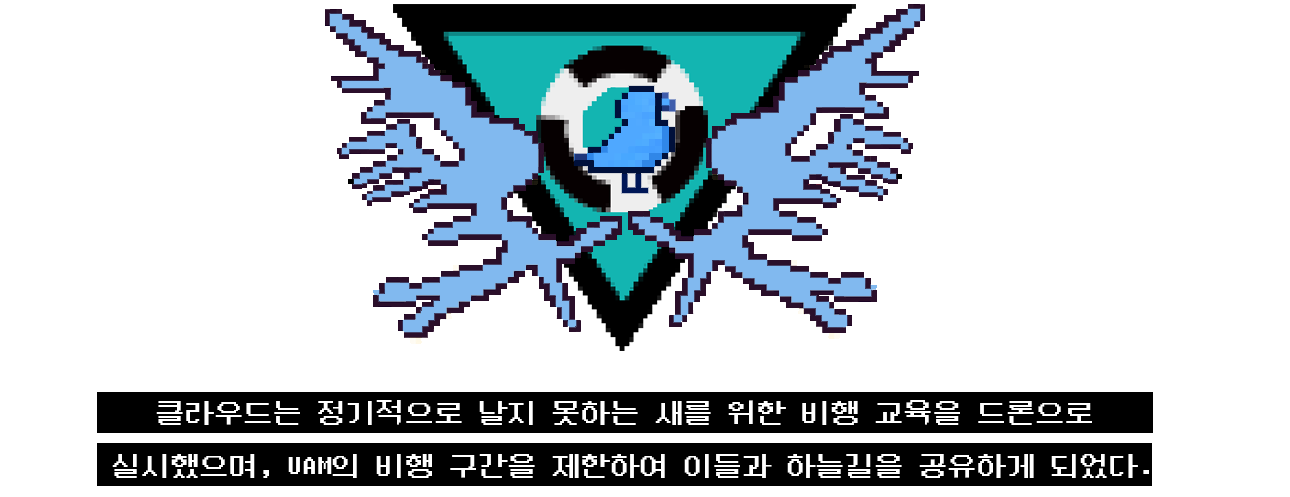 클라우드는 정기적으로 날지 못하는 새를 위한 비행 교육을 드론으로
실시했으며, UAM의 비행 구간을 제한하여 이들과 하늘길을 공유하게 되었다.